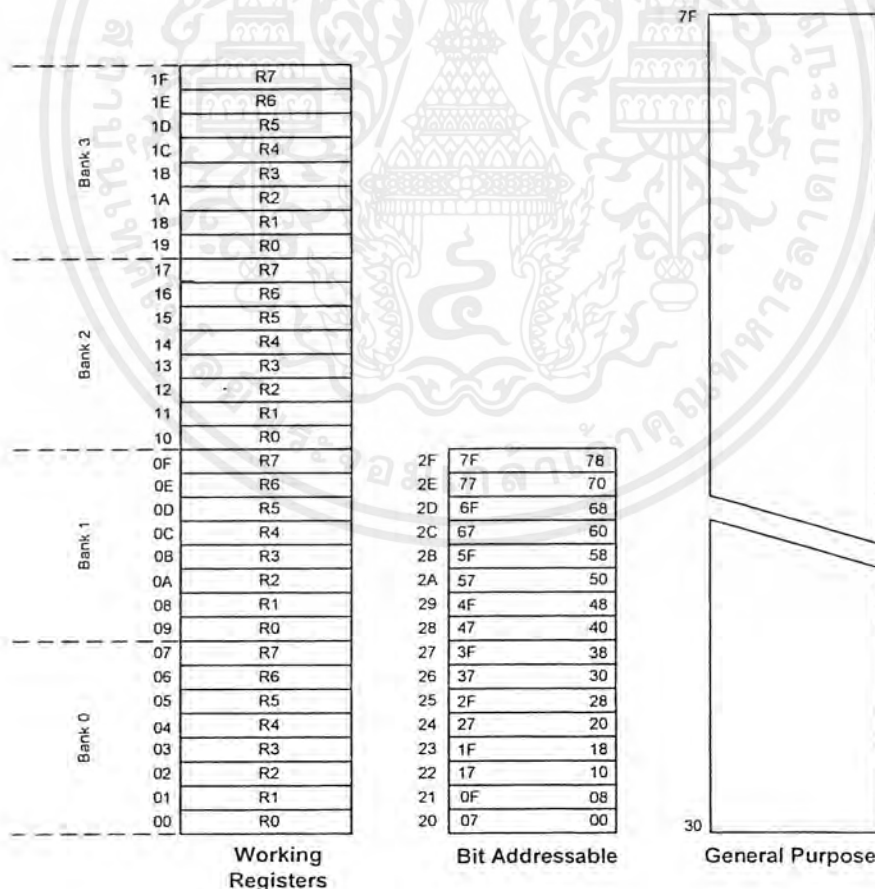 7F
1F R7
1E R6
1D R5
1C R4
Bank 3
1B R3
1A R2
18 R1
19 R0
17 R7
16 R6
15 R5
14 R4
Bank 2
13 R3
12 R2
11 R1
10 R0
0F R7 2F 7F 78
0E R6 2E 77 70
0D R5 2D 6F 68
0C R4 2C 67 60
Bank 1
0B R3 2B 5F 58
0A R2 2A 57 50
08 R1 29 4F 48
09 R0 28 47 40
07 R7 27 3F 38
06 R6 26 37 30
05 R5 25 2F 28
04 R4 24 27 20
Bank 0
03 R3 23 1F 18
02 R2 22 17 10
01 R1 21 0F 08
00 R0 20 07 00
30
Working Registers
Bit Addressable
General Purpose